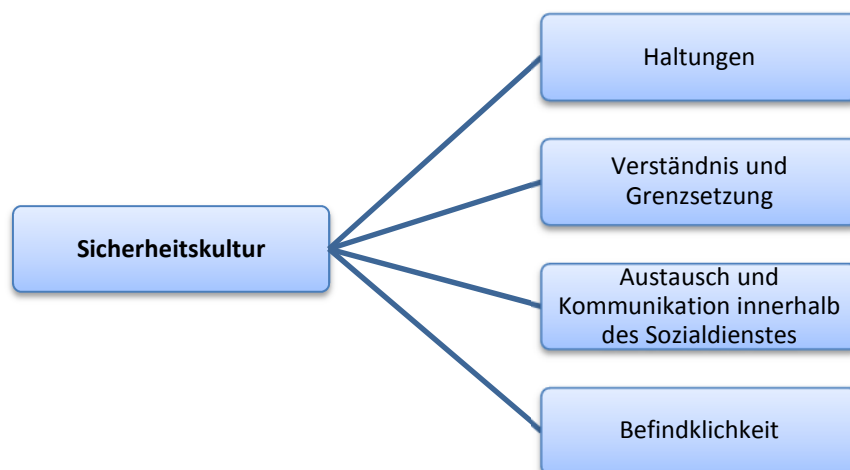 Sicherheitskultur
Haltungen
Verständnis und
Grenzsetzung
Austausch und
Kommunikation innerhalb
des Sozialdienstes
Befindklichkeit